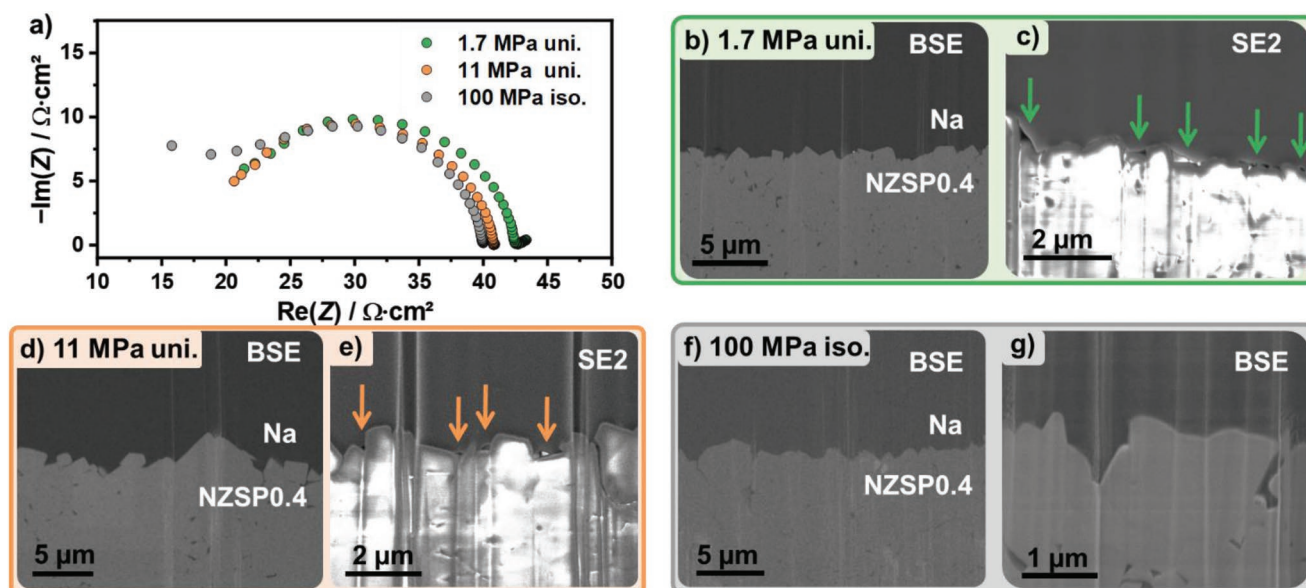 a)
15
10
5
0
−Im(Z) / Ω·cm²
1.7 MPa uni.
11 MPa uni.
100 MPa iso.
10 15 20 25 30 35 40 45 50
Re(Z) / Ω·cm²
b) 1.7 MPa uni.
BSE
Na
NZSP0.4
5 µm
c)
SE2
2 µm
d) 11 MPa uni.
BSE
Na
NZSP0.4
5 µm
e)
SE2
2 µm
f) 100 MPa iso.
BSE
Na
NZSP0.4
5 µm
g)
BSE
1 µm